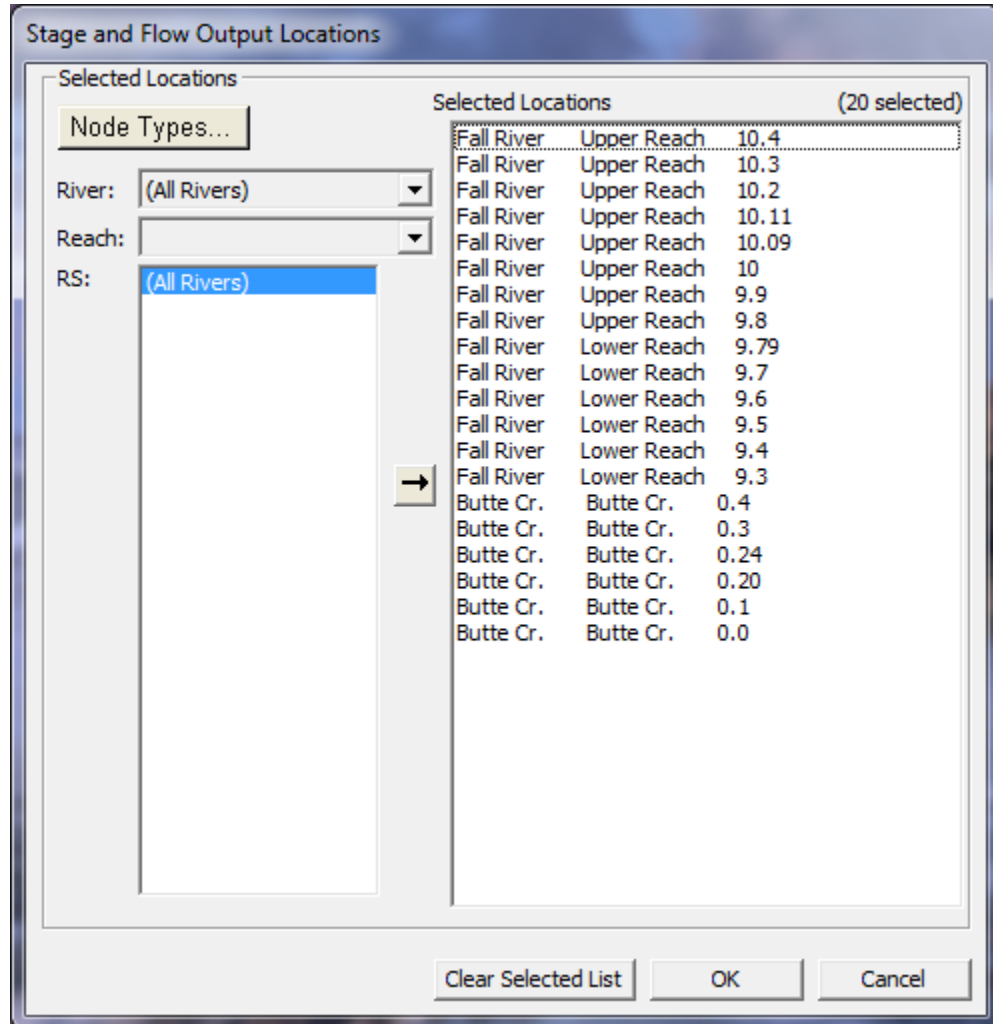 Stage and Flow Output Locations
Selected Locations
Node Types...
River: (All Rivers)
Reach:
RS: (All Rivers)
Selected Locations (20 selected)
Fall River Upper Reach 10.4
Fall River Upper Reach 10.3
Fall River Upper Reach 10.2
Fall River Upper Reach 10.11
Fall River Upper Reach 10.09
Fall River Upper Reach 10
Fall River Upper Reach 9.9
Fall River Upper Reach 9.8
Fall River Lower Reach 9.79
Fall River Lower Reach 9.7
Fall River Lower Reach 9.6
Fall River Lower Reach 9.5
Fall River Lower Reach 9.4
Fall River Lower Reach 9.3
Butte Cr. Butte Cr. 0.4
Butte Cr. Butte Cr. 0.3
Butte Cr. Butte Cr. 0.24
Butte Cr. Butte Cr. 0.20
Butte Cr. Butte Cr. 0.1
Butte Cr. Butte Cr. 0.0
Clear Selected List OK Cancel